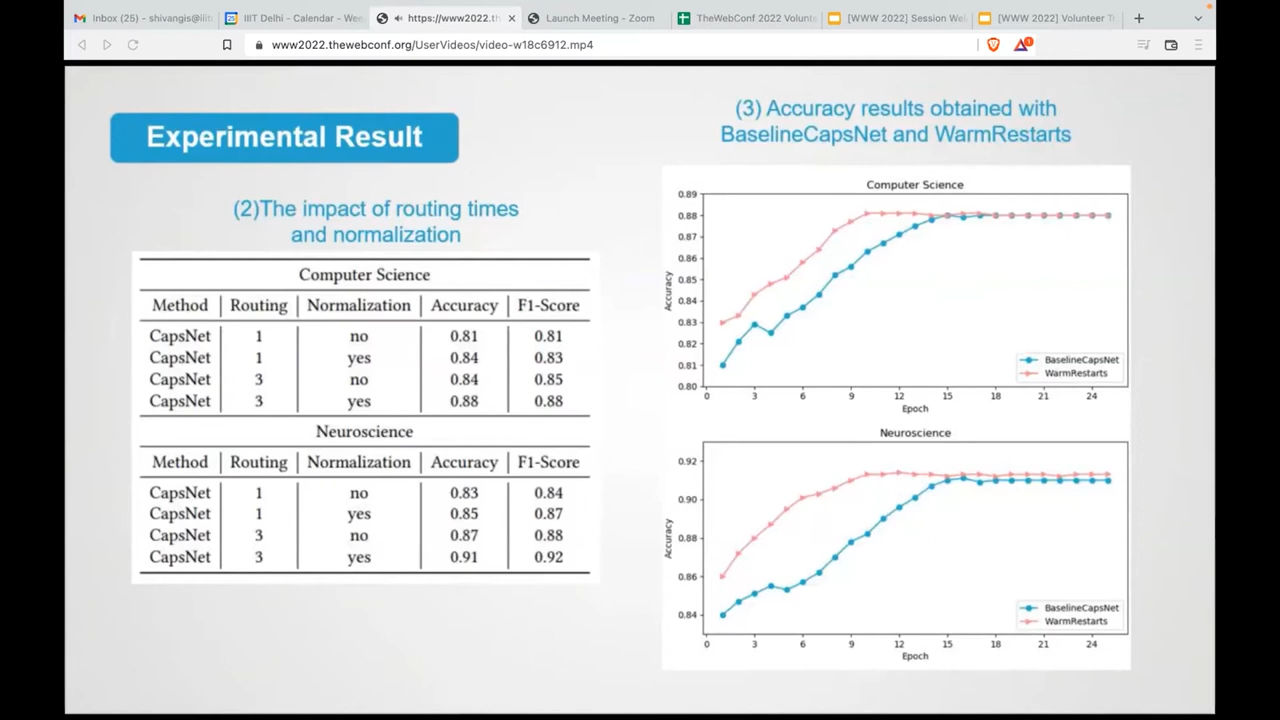 Inbox (25) - shivangis@iiit
IIIT Delhi - Calendar - Wed
https://www2022.th
Launch Meeting - Zoom
TheWebConf 2022 Volunt
[WWW 2022] Session We
[WWW 2022] Volunteer T
www2022.thewebconf.org/UserVideos/video-w18c6912.mp4
1
Experimental Result
(2)The impact of routing times
and normalization
Computer Science
Method Routing Normalization Accuracy F1-Score
CapsNet 1 no 0.81 0.81
CapsNet 1 yes 0.84 0.83
CapsNet 3 no 0.84 0.85
CapsNet 3 yes 0.88 0.88
Neuroscience
Method Routing Normalization Accuracy F1-Score
CapsNet 1 no 0.83 0.84
CapsNet 1 yes 0.85 0.87
CapsNet 3 no 0.87 0.88
CapsNet 3 yes 0.91 0.92
(3) Accuracy results obtained with
BaselineCapsNet and WarmRestarts
Computer Science
0.89
0.88
0.87
0.86
0.85
0.84
0.83
0.82
0.81
0.80
Accuracy
BaselineCapsNet
WarmRestarts
0 3 6 9 12 15 18 21 24
Epoch
Neuroscience
0.92
0.90
0.88
0.86
0.84
Accuracy
BaselineCapsNet
WarmRestarts
0 3 6 9 12 15 18 21 24
Epoch